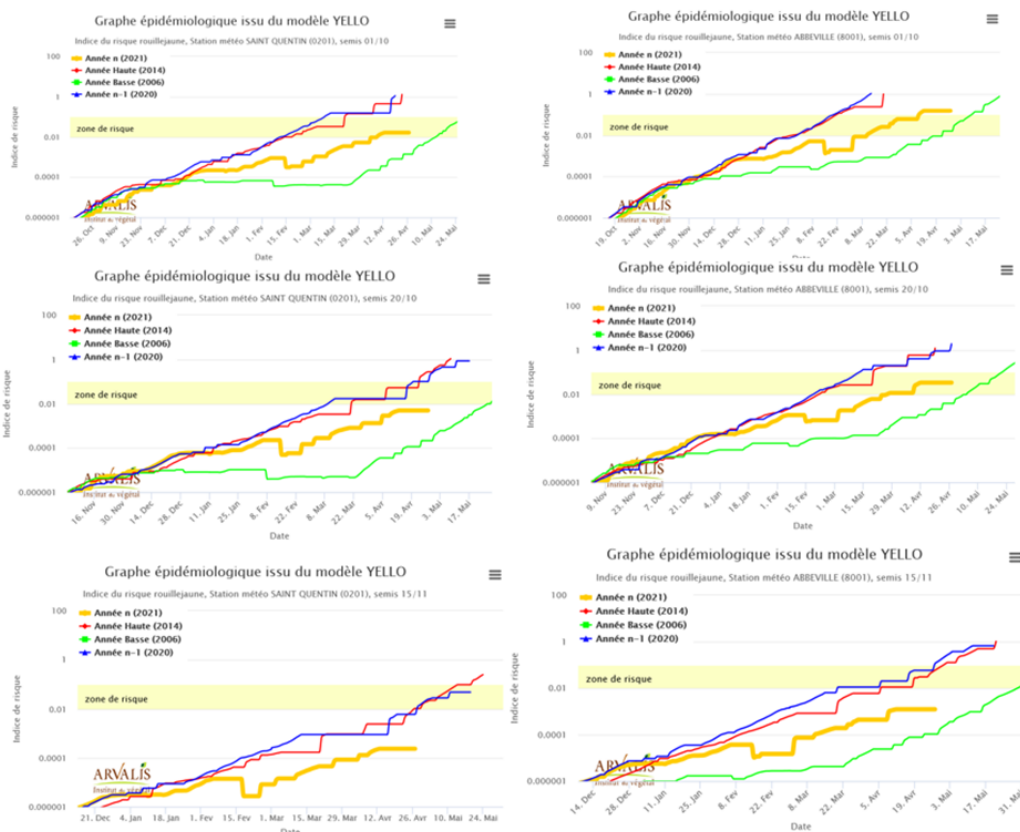 Graphe épidémiologique issu du modèle YELLO
Indice du risque rouillejaune, Station météo SAINT QUENTIN (0201), semis 01/10
100
Année n (2021)
Année Haute (2014)
Année Basse (2006)
Année n-1 (2020)
1
zone de risque
0.01
0.0001
0.000001
Indice de risque
ARVALIS
Institut du végétal
26. Oct 9. Nov 23. Nov 7. Dec 21. Dec 4. Jan 18. Jan 1. Fev 15. Fev 1. Mar 15. Mar 29. Mar 12. Avr 26. Avr 10. Mai 24. Mai
Date
Graphe épidémiologique issu du modèle YELLO
Indice du risque rouillejaune, Station météo ABBEVILLE (8001), semis 01/10
100
Année n (2021)
Année Haute (2014)
Année Basse (2006)
Année n-1 (2020)
1
zone de risque
0.01
0.0001
0.000001
Indice de risque
ARVALIS
Institut du végétal
19. Oct 2. Nov 16. Nov 30. Nov 14. Dec 28. Dec 11. Jan 25. Jan 8. Fev 22. Fev 8. Mar 22. Mar 5. Avr 19. Avr 3. Mai 17. Mai
Graphe épidémiologique issu du modèle YELLO
Indice du risque rouillejaune, Station météo SAINT QUENTIN (0201), semis 20/10
100
Année n (2021)
Année Haute (2014)
Année Basse (2006)
Année n-1 (2020)
1
zone de risque
0.01
0.0001
0.000001
Indice de risque
ARVALIS
Institut du végétal
16. Nov 30. Nov 14. Dec 28. Dec 11. Jan 25. Jan 8. Fev 22. Fev 8. Mar 22. Mar 5. Avr 19. Avr 3. Mai 17. Mai
Date
Graphe épidémiologique issu du modèle YELLO
Indice du risque rouillejaune, Station météo ABBEVILLE (8001), semis 20/10
100
Année n (2021)
Année Haute (2014)
Année Basse (2006)
Année n-1 (2020)
1
zone de risque
0.01
0.0001
0.000001
Indice de risque
ARVALIS
Institut du végétal
9. Nov 23. Nov 7. Dec 21. Dec 4. Jan 18. Jan 1. Fev 15. Fev 1. Mar 15. Mar 29. Mar 12. Avr 26. Avr 10. Mai 24. Mai
Date
Graphe épidémiologique issu du modèle YELLO
Indice du risque rouillejaune, Station météo SAINT QUENTIN (0201), semis 15/11
100
Année n (2021)
Année Haute (2014)
Année Basse (2006)
Année n-1 (2020)
1
zone de risque
0.01
0.0001
0.000001
Indice de risque
ARVALIS
Institut du végétal
21. Dec 4. Jan 18. Jan 1. Fev 15. Fev 1. Mar 15. Mar 29. Mar 12. Avr 26. Avr 10. Mai 24. Mai
Graphe épidémiologique issu du modèle YELLO
Indice du risque rouillejaune, Station météo ABBEVILLE (8001), semis 15/11
100
Année n (2021)
Année Haute (2014)
Année Basse (2006)
Année n-1 (2020)
1
zone de risque
0.01
0.0001
0.000001
Indice de risque
ARVALIS
Institut du végétal
14. Dec 28. Dec 11. Jan 25. Jan 8. Fev 22. Fev 8. Mar 22. Mar 5. Avr 19. Avr 3. Mai 17. Mai 31. Mai
Date